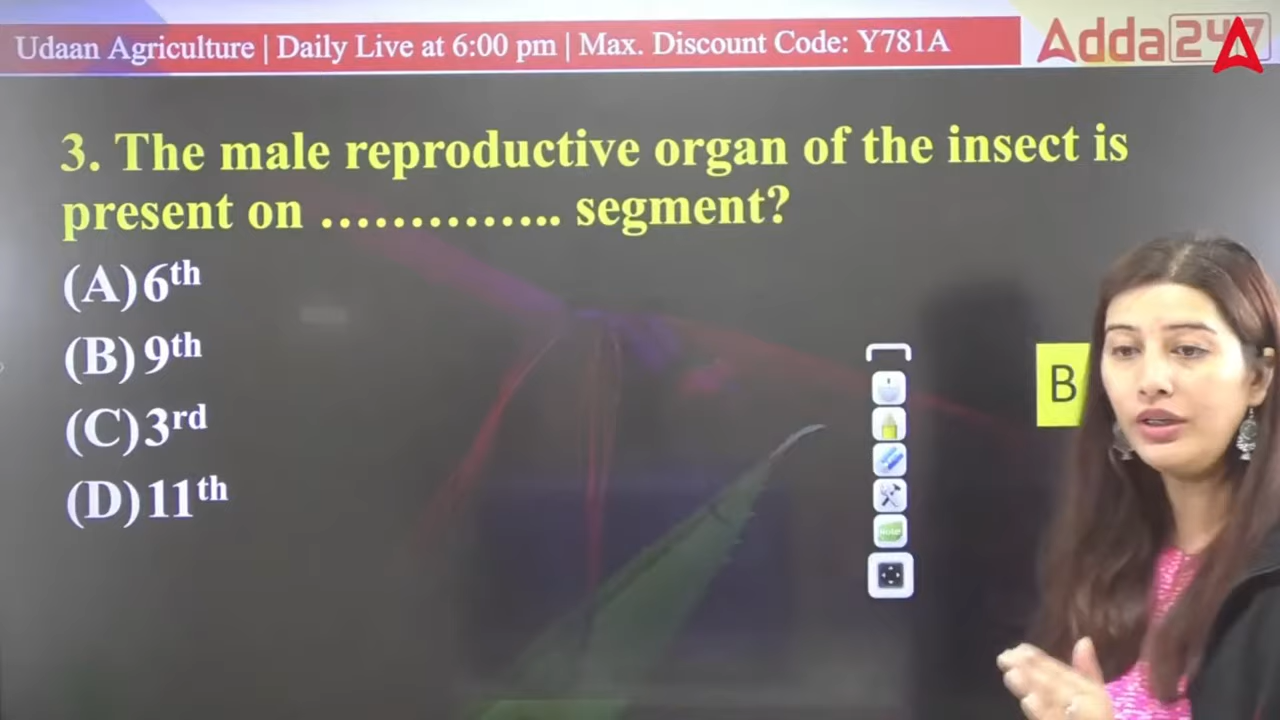 Udaan Agriculture | Daily Live at 6:00 pm | Max. Discount Code: Y781A
Adda247
3. The male reproductive organ of the insect is
present on ………….. segment?
(A) 6th
(B) 9th
(C) 3rd
(D) 11th
B